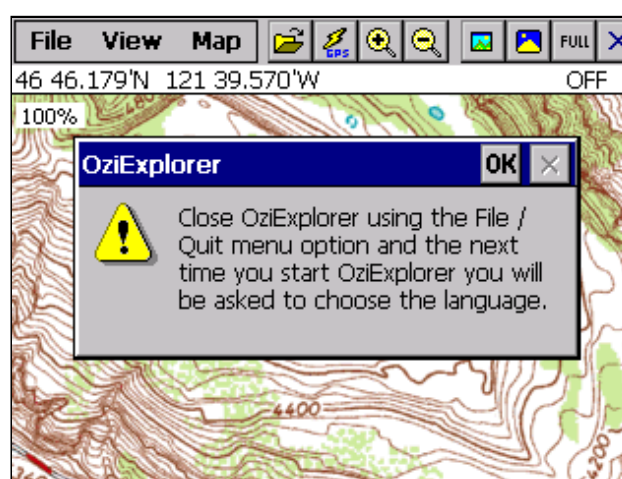 File View Map GPS FULL
46 46.179'N 121 39.570'W OFF
100%
OziExplorer OK
Close OziExplorer using the File /
Quit menu option and the next
time you start OziExplorer you will
be asked to choose the language.
4400
4200